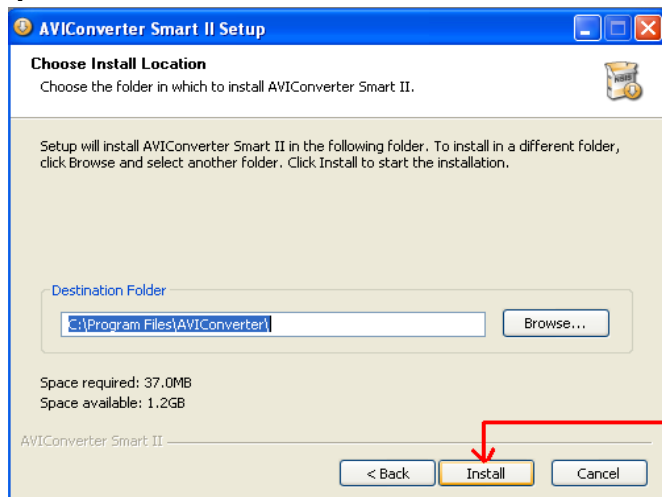 AVIConverter Smart II Setup
Choose Install Location
Choose the folder in which to install AVIConverter Smart II.
NSIS
Setup will install AVIConverter Smart II in the following folder. To install in a different folder,
click Browse and select another folder. Click Install to start the installation.
Destination Folder
C:\Program Files\AVIConverter\
Browse...
Space required: 37.0MB
Space available: 1.2GB
AVIConverter Smart II
< Back Install Cancel